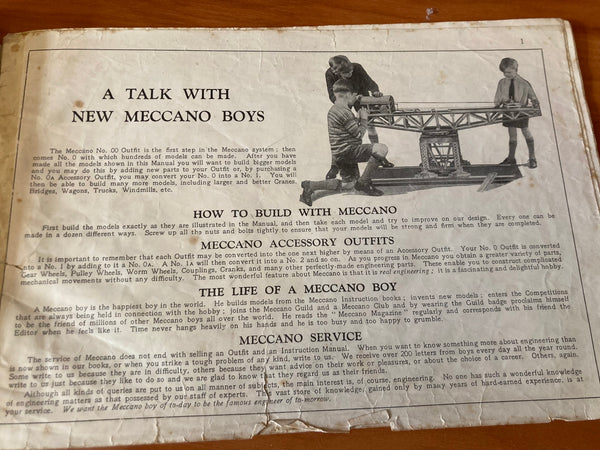 1
A TALK WITH
NEW MECCANO BOYS
The Meccano No. 00 Outfit is the first step in the Meccano system; then
comes No. 0 with which hundreds of models can be made. After you have
made all the models shown in this Manual you will want to build bigger models
and you may do this by adding new parts to your Outfit, or by purchasing a
No. 0A Accessory Outfit, you may convert your No. 0 into a No. 1. You will
then be able to build many more models, including larger and better Cranes,
Bridges, Wagons, Trucks, Windmills, etc.
HOW TO BUILD WITH MECCANO
First build the models exactly as they are illustrated in the Manual, and then take each model and try to improve on our design. Every one can be
made in a dozen different ways. Screw up all the nuts and bolts tightly to ensure that your models will be strong and firm when they are completed.
MECCANO ACCESSORY OUTFITS
It is important to remember that each Outfit may be converted into the one next higher by means of an Accessory Outfit. Your No. 0 Outfit is converted
into a No. 1 by adding to it a No. 0A. A No. 1A will then convert it into a No. 2 and so on. As you progress in Meccano you obtain a greater variety of parts,
Gear Wheels, Pulley Wheels, Worm Wheels, Couplings, Cranks, and many other perfectly-made engineering parts. These enable you to construct complicated
mechanical movements without any difficulty. The most wonderful feature about Meccano is that it is real engineering; it is a fascinating and delightful hobby.
THE LIFE OF A MECCANO BOY
A Meccano boy is the happiest boy in the world. He builds models from the Meccano Instruction books; invents new models; enters the Competitions
that are always being held in connection with the hobby; joins the Meccano Guild and a Meccano Club and by wearing the Guild badge proclaims himself
to be the friend of millions of other Meccano boys all over the world. He reads the "Meccano Magazine" regularly and corresponds with his friend the
Editor when he feels like it. Time never hangs heavily on his hands and he is too busy and too happy to grumble.
MECCANO SERVICE
The service of Meccano does not end with selling an Outfit and an Instruction Manual. When you want to know something more about engineering than
is now shown in our books, or when you strike a tough problem of any kind, write to us. We receive over 200 letters from boys every day all the year round.
Some write to us because they are in difficulty, others because they want advice on their work or pleasures, or about the choice of a career. Others, again,
write to us just because they like to do so and we are glad to know that they regard us as their friends.
Although all kinds of queries are put to us on all manner of subjects, the main interest is, of course, engineering. No one has such a wonderful knowledge
of engineering matters as that possessed by our staff of experts. This vast store of knowledge, gained only by many years of hard-earned experience, is at
your service. We want the Meccano boy of to-day to be the famous engineer of to-morrow.